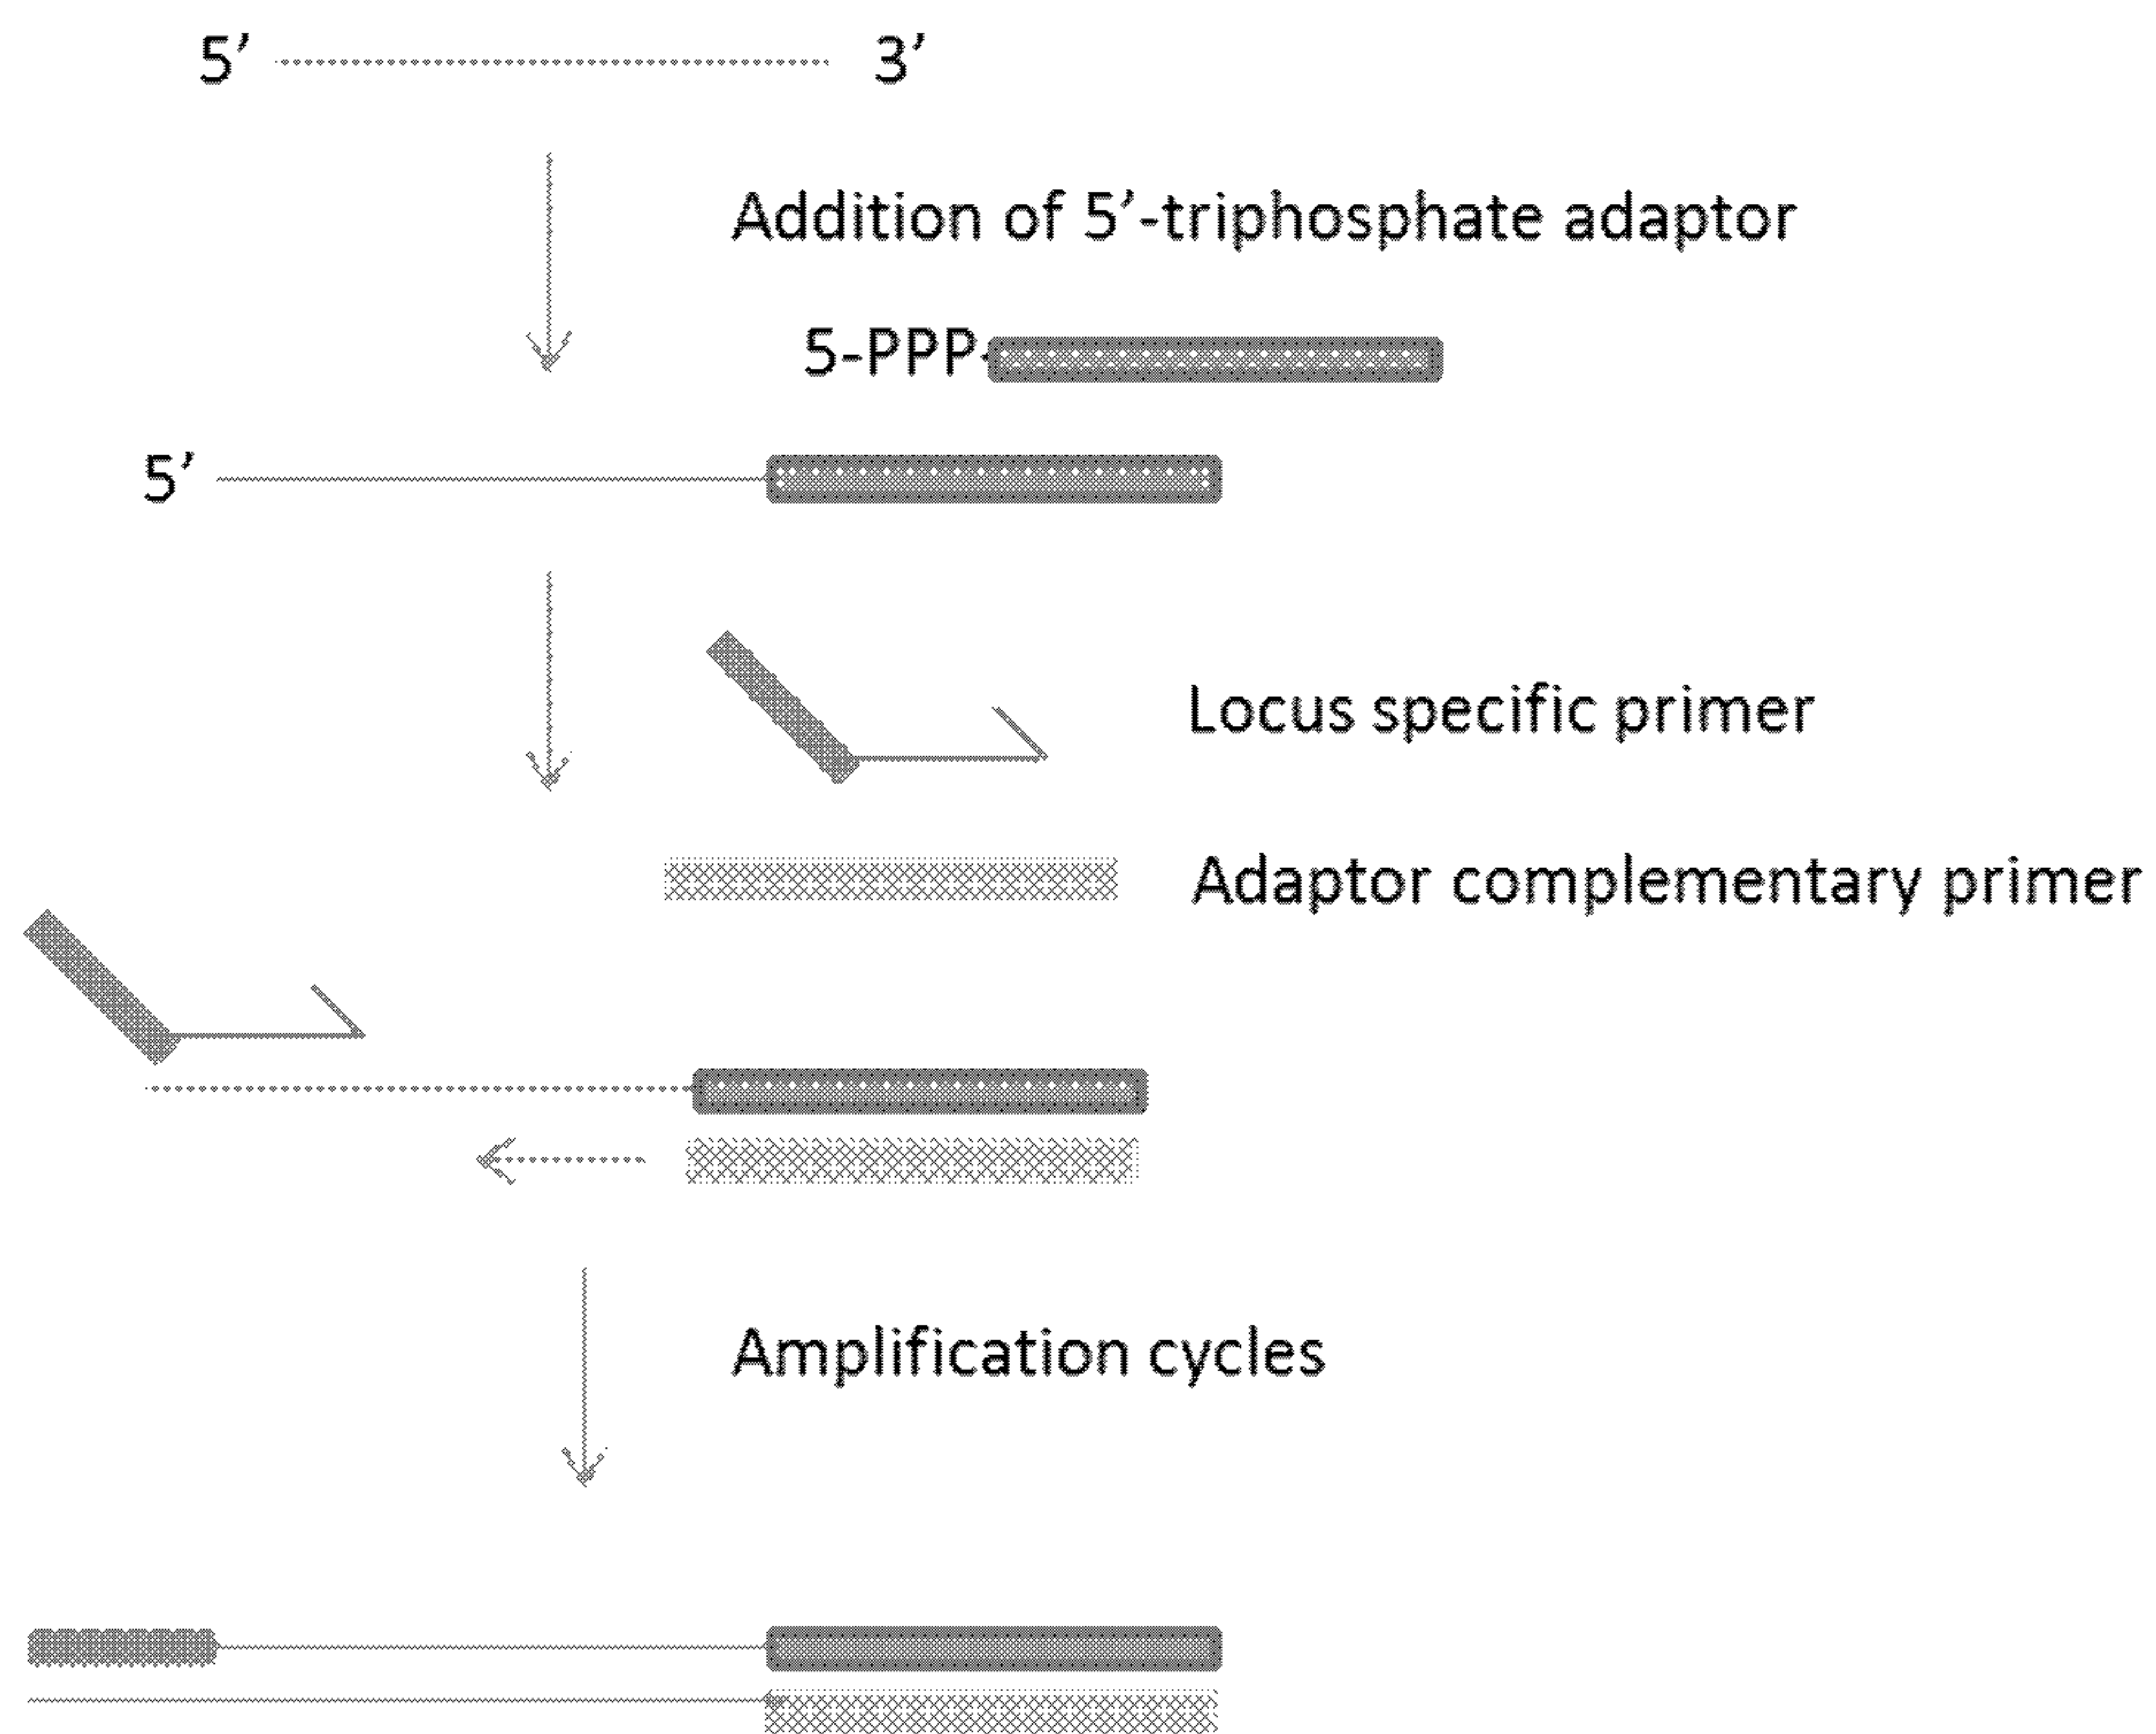 5’ 3’
Addition of 5’-triphosphate adaptor
5-PPP-
5’
Locus specific primer
Adaptor complementary primer
Amplification cycles